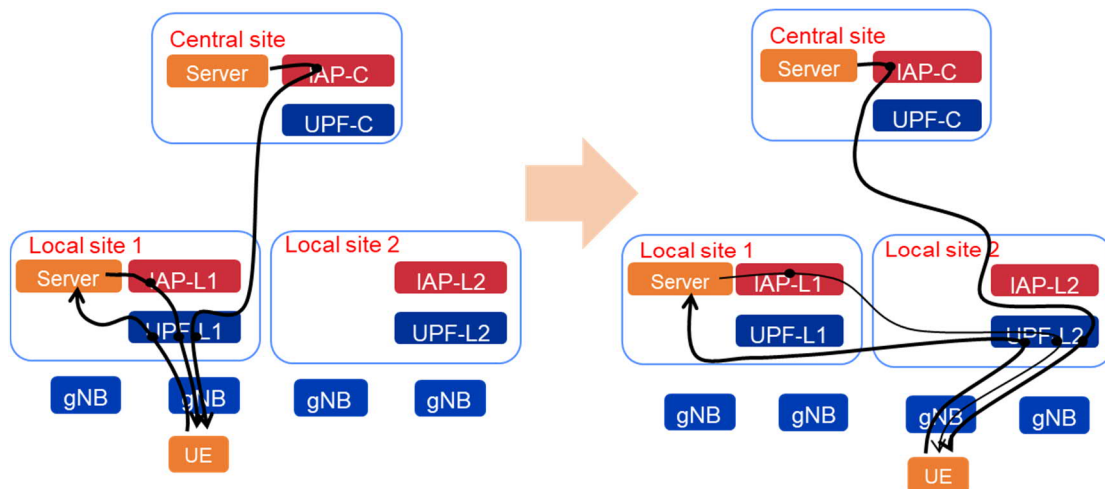 Central site
Server
IAP-C
UPF-C
Local site 1
Server
IAP-L1
UPF-L1
Local site 2
IAP-L2
UPF-L2
gNB
gNB
gNB
gNB
UE
Central site
Server
IAP-C
UPF-C
Local site 1
Server
IAP-L1
UPF-L1
Local site 2
IAP-L2
UPF-L2
gNB
gNB
gNB
gNB
UE